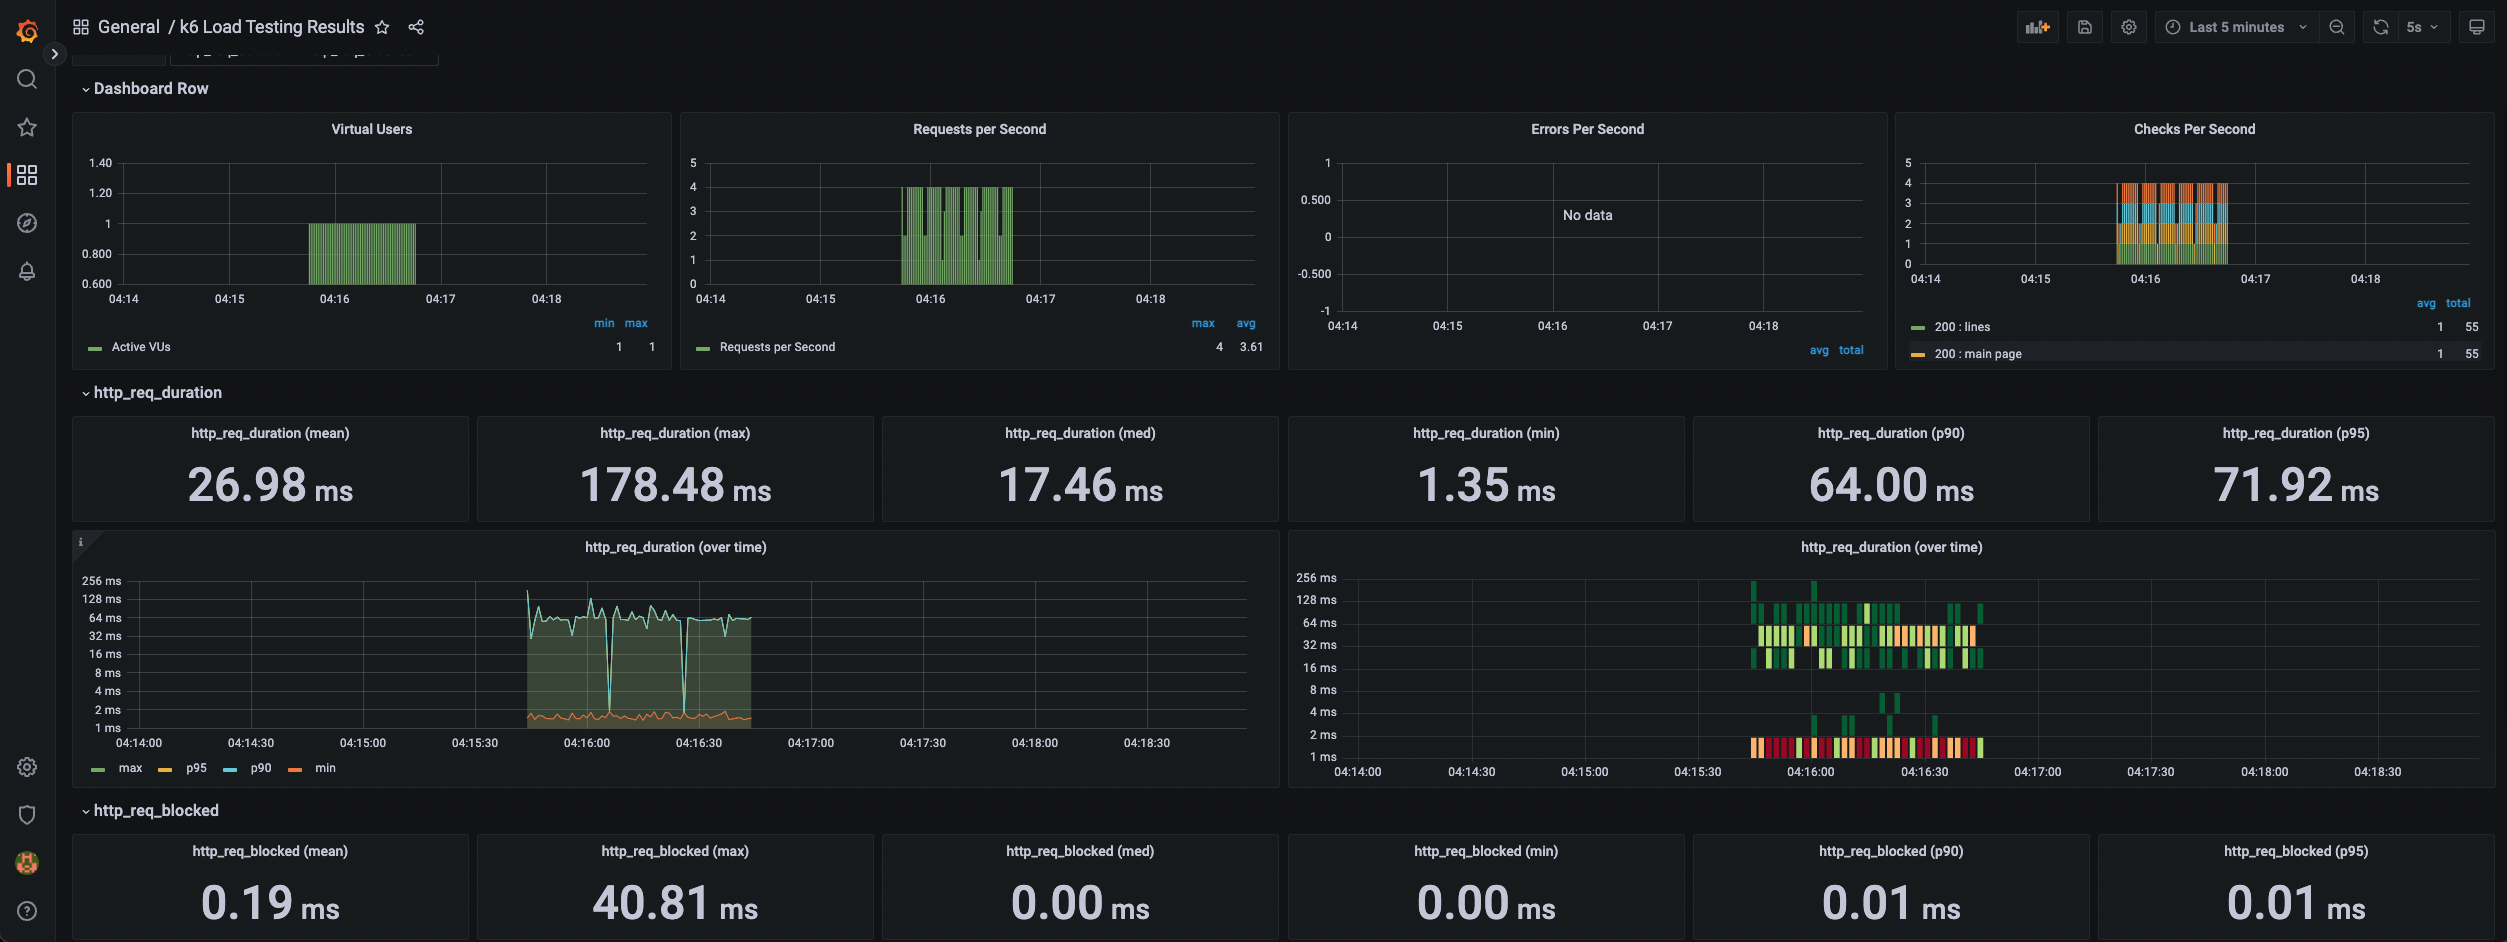 General / k6 Load Testing Results
Last 5 minutes
5s
Dashboard Row
Virtual Users
1.40
1.20
1
0.800
0.600
04:14 04:15 04:16 04:17 04:18
min max
Active VUs 1 1
Requests per Second
5
4
3
2
1
0
04:14 04:15 04:16 04:17 04:18
max avg
Requests per Second 4 3.61
Errors Per Second
1
0.500
0
-0.500
-1
No data
04:14 04:15 04:16 04:17 04:18
avg total
Checks Per Second
5
4
3
2
1
0
04:14 04:15 04:16 04:17 04:18
avg total
200 : lines 1 55
200 : main page 1 55
http_req_duration
http_req_duration (mean)
26.98 ms
http_req_duration (max)
178.48 ms
http_req_duration (med)
17.46 ms
http_req_duration (min)
1.35 ms
http_req_duration (p90)
64.00 ms
http_req_duration (p95)
71.92 ms
i
http_req_duration (over time)
256 ms
128 ms
64 ms
32 ms
16 ms
8 ms
4 ms
2 ms
1 ms
04:14:00 04:14:30 04:15:00 04:15:30 04:16:00 04:16:30 04:17:00 04:17:30 04:18:00 04:18:30
max p95 p90 min
http_req_duration (over time)
256 ms
128 ms
64 ms
32 ms
16 ms
8 ms
4 ms
2 ms
1 ms
04:14:00 04:14:30 04:15:00 04:15:30 04:16:00 04:16:30 04:17:00 04:17:30 04:18:00 04:18:30
http_req_blocked
http_req_blocked (mean)
0.19 ms
http_req_blocked (max)
40.81 ms
http_req_blocked (med)
0.00 ms
http_req_blocked (min)
0.00 ms
http_req_blocked (p90)
0.01 ms
http_req_blocked (p95)
0.01 ms